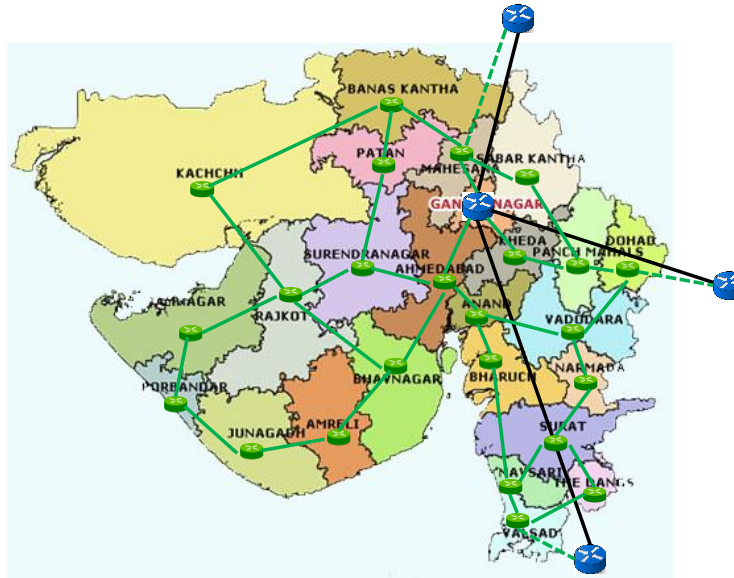 BANAS KANTHA
PATAN
MAHESANA
SABAR KANTHA
KACHCHH
GANDHINAGAR
KHEDA
PANCH MAHALS
DOHAD
SURENDRANAGAR
AHMEDABAD
JAMNAGAR
RAJKOT
ANAND
VADODARA
PORBANDAR
BHAVNAGAR
BHARUCH
NARMADA
JUNAGADH
AMRELI
SURAT
NAVSARI
THE DANGS
VALSAD